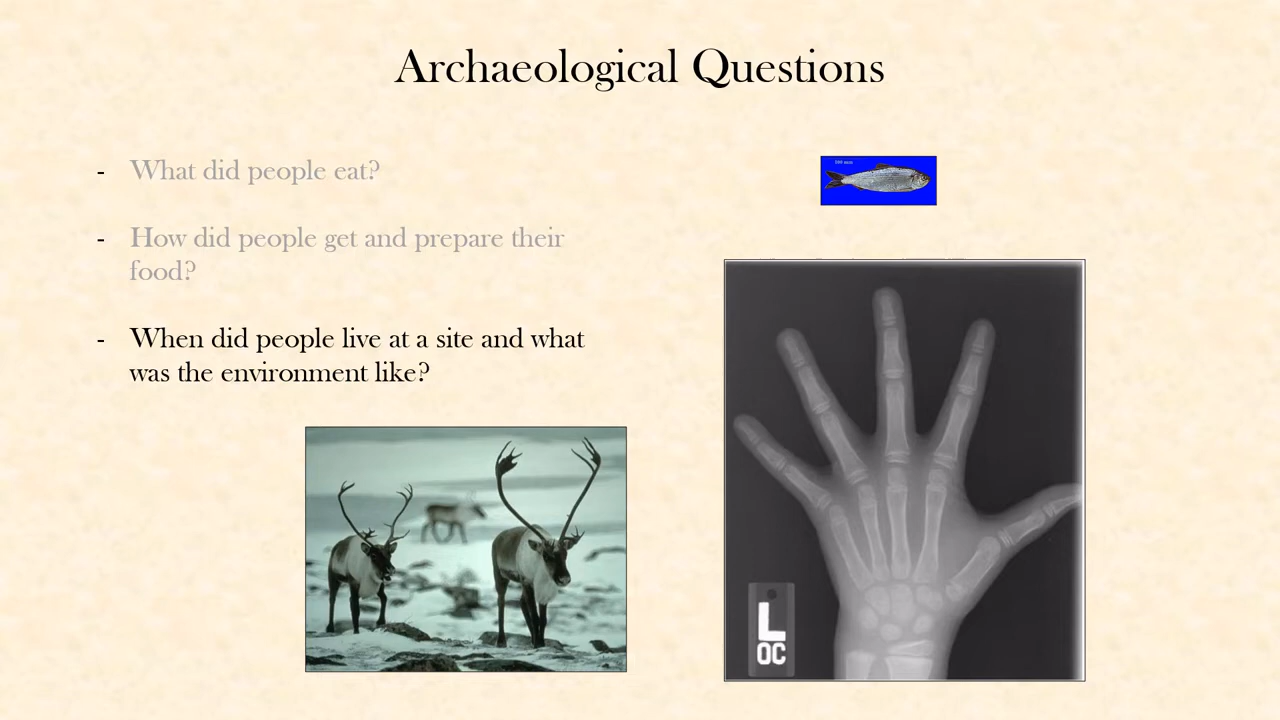 Archaeological Questions
- What did people eat?
- How did people get and prepare their
food?
- When did people live at a site and what
was the environment like?
L
OC